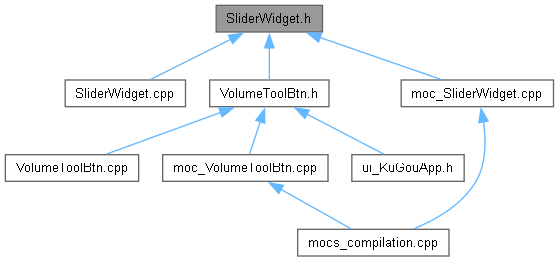 SliderWidget.h
SliderWidget.cpp
VolumeToolBtn.h
moc_SliderWidget.cpp
VolumeToolBtn.cpp
moc_VolumeToolBtn.cpp
ui_KuGouApp.h
mocs_compilation.cpp